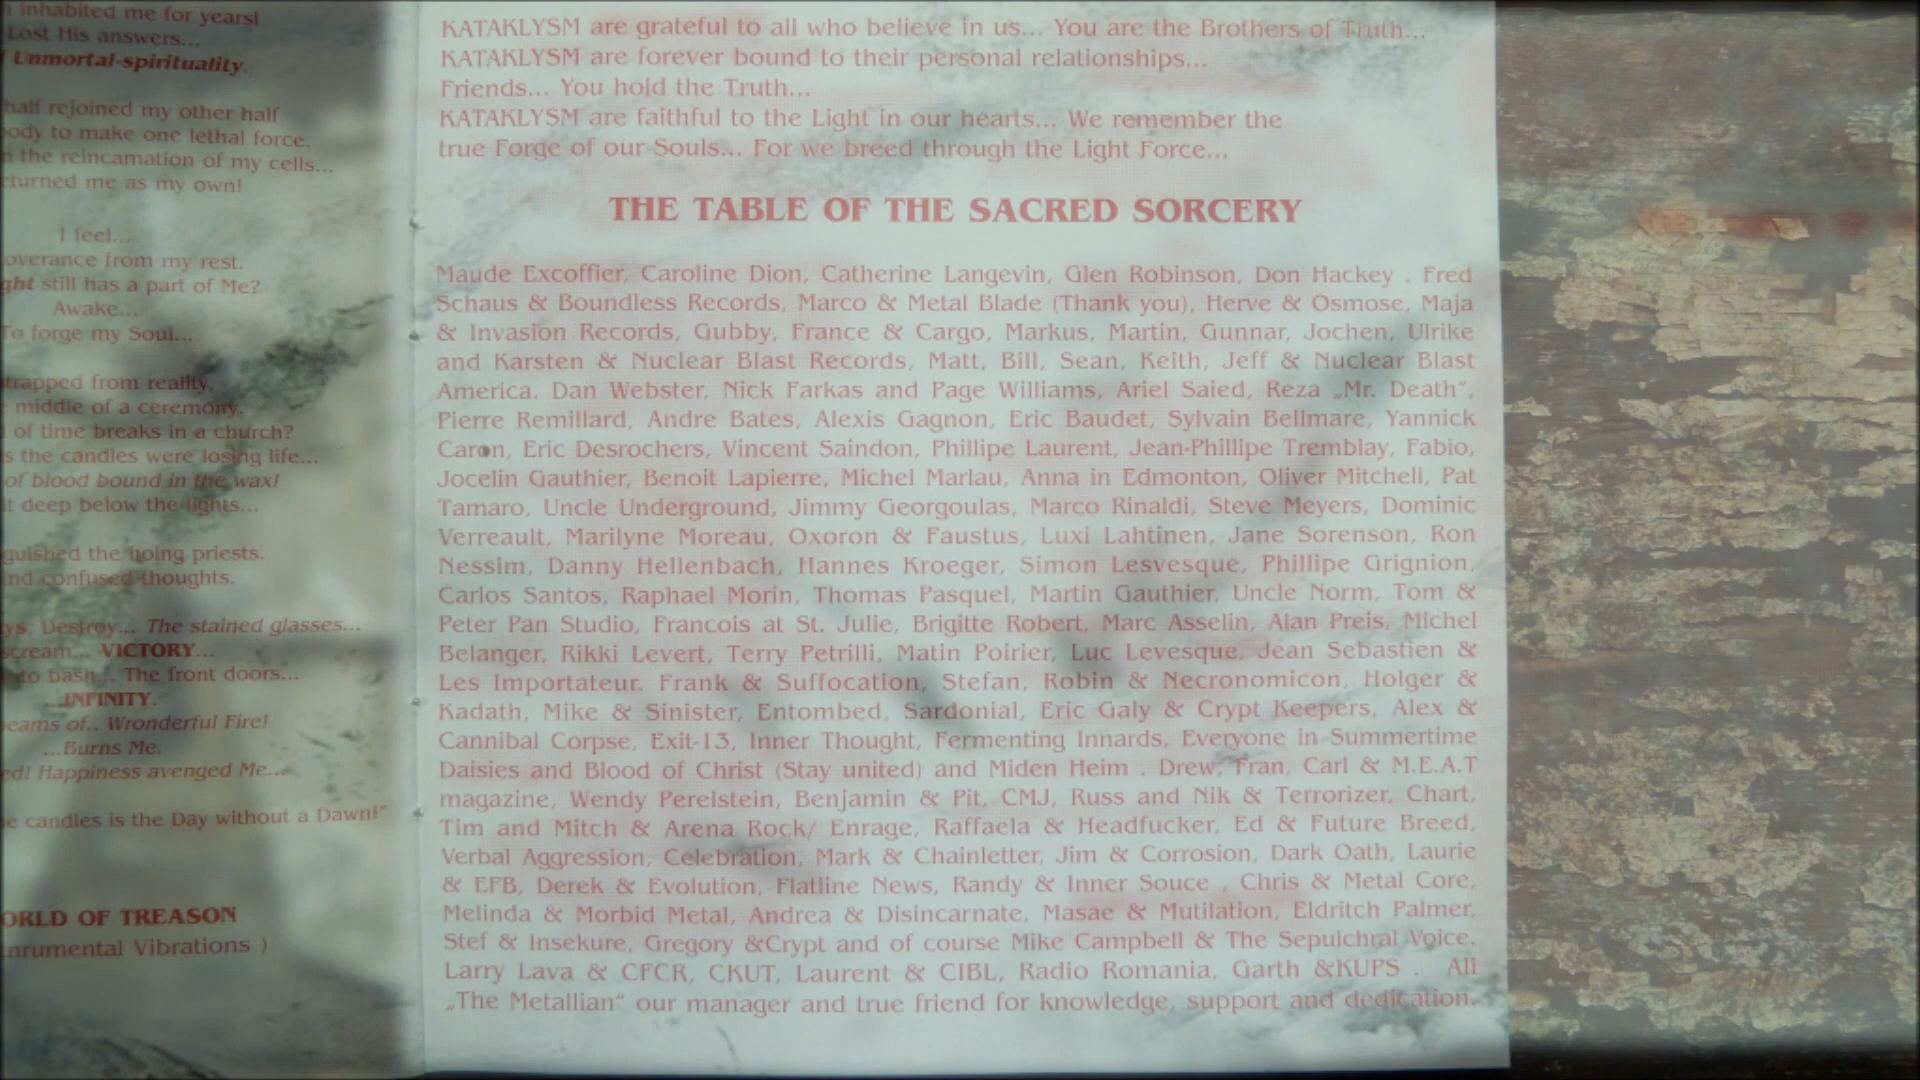 inhabited me for years!
Lost His answers...
Unmortal-spirituality.
half rejoined my other half
body to make one lethal force.
the reincarnation of my cells...
returned me as my own!
I feel...
overance from my rest.
still has a part of Me?
Awake...
To forge my Soul...
trapped from reality,
middle of a ceremony.
of time breaks in a church?
s the candles were losing life...
of blood bound in the wax!
it deep below the lights...
guished the hoing priests.
and confused thoughts.
ys, Destroy... The stained glasses...
scream... VICTORY...
to bash... The front doors...
...INFINITY.
beams of.. Wronderful Fire!
...Burns Me.
ed! Happiness avenged Me...
candles is the Day without a Dawn!"
ORLD OF TREASON
nrumental Vibrations )
KATAKLYSM are grateful to all who believe in us... You are the Brothers of Truth...
KATAKLYSM are forever bound to their personal relationships...
Friends... You hold the Truth...
KATAKLYSM are faithful to the Light in our hearts... We remember the
true Forge of our Souls... For we breed through the Light Force...
THE TABLE OF THE SACRED SORCERY
Maude Excoffier, Caroline Dion, Catherine Langevin, Glen Robinson, Don Hackey . Fred
Schaus & Boundless Records, Marco & Metal Blade (Thank you), Herve & Osmose, Maja
& Invasion Records, Gubby, France & Cargo, Markus, Martin, Gunnar, Jochen, Ulrike
and Karsten & Nuclear Blast Records, Matt, Bill, Sean, Keith, Jeff & Nuclear Blast
America. Dan Webster, Nick Farkas and Page Williams, Ariel Saied, Reza „Mr. Death“,
Pierre Remillard, Andre Bates, Alexis Gagnon, Eric Baudet, Sylvain Bellmare, Yannick
Caron, Eric Desrochers, Vincent Saindon, Phillipe Laurent, Jean-Phillipe Tremblay, Fabio,
Jocelin Gauthier, Benoit Lapierre, Michel Marlau, Anna in Edmonton, Oliver Mitchell, Pat
Tamaro, Uncle Underground, Jimmy Georgoulas, Marco Rinaldi, Steve Meyers, Dominic
Verreault, Marilyne Moreau, Oxoron & Faustus, Luxi Lahtinen, Jane Sorenson, Ron
Nessim, Danny Hellenbach, Hannes Kroeger, Simon Lesvesque, Phillipe Grignion,
Carlos Santos, Raphael Morin, Thomas Pasquel, Martin Gauthier, Uncle Norm, Tom &
Peter Pan Studio, Francois at St. Julie, Brigitte Robert, Marc Asselin, Alan Preis, Michel
Belanger, Rikki Levert, Terry Petrilli, Matin Poirier, Luc Levesque, Jean Sebastien &
Les Importateur. Frank & Suffocation, Stefan, Robin & Necronomicon, Holger &
Kadath, Mike & Sinister, Entombed, Sardonial, Eric Galy & Crypt Keepers, Alex &
Cannibal Corpse, Exit-13, Inner Thought, Fermenting Innards, Everyone in Summertime
Daisies and Blood of Christ (Stay united) and Miden Heim . Drew, Fran, Carl & M.E.A.T
magazine, Wendy Perelstein, Benjamin & Pit, CMJ, Russ and Nik & Terrorizer, Chart,
Tim and Mitch & Arena Rock/ Enrage, Raffaela & Headfucker, Ed & Future Breed,
Verbal Aggression, Celebration, Mark & Chainletter, Jim & Corrosion, Dark Oath, Laurie
& EFB, Derek & Evolution, Flatline News, Randy & Inner Souce , Chris & Metal Core,
Melinda & Morbid Metal, Andrea & Disincarnate, Masae & Mutilation, Eldritch Palmer,
Stef & Insekure, Gregory &Crypt and of course Mike Campbell & The Sepulchral Voice.
Larry Lava & CFCR, CKUT, Laurent & CIBL, Radio Romania, Garth &KUPS . All
„The Metallian“ our manager and true friend for knowledge, support and dedication.